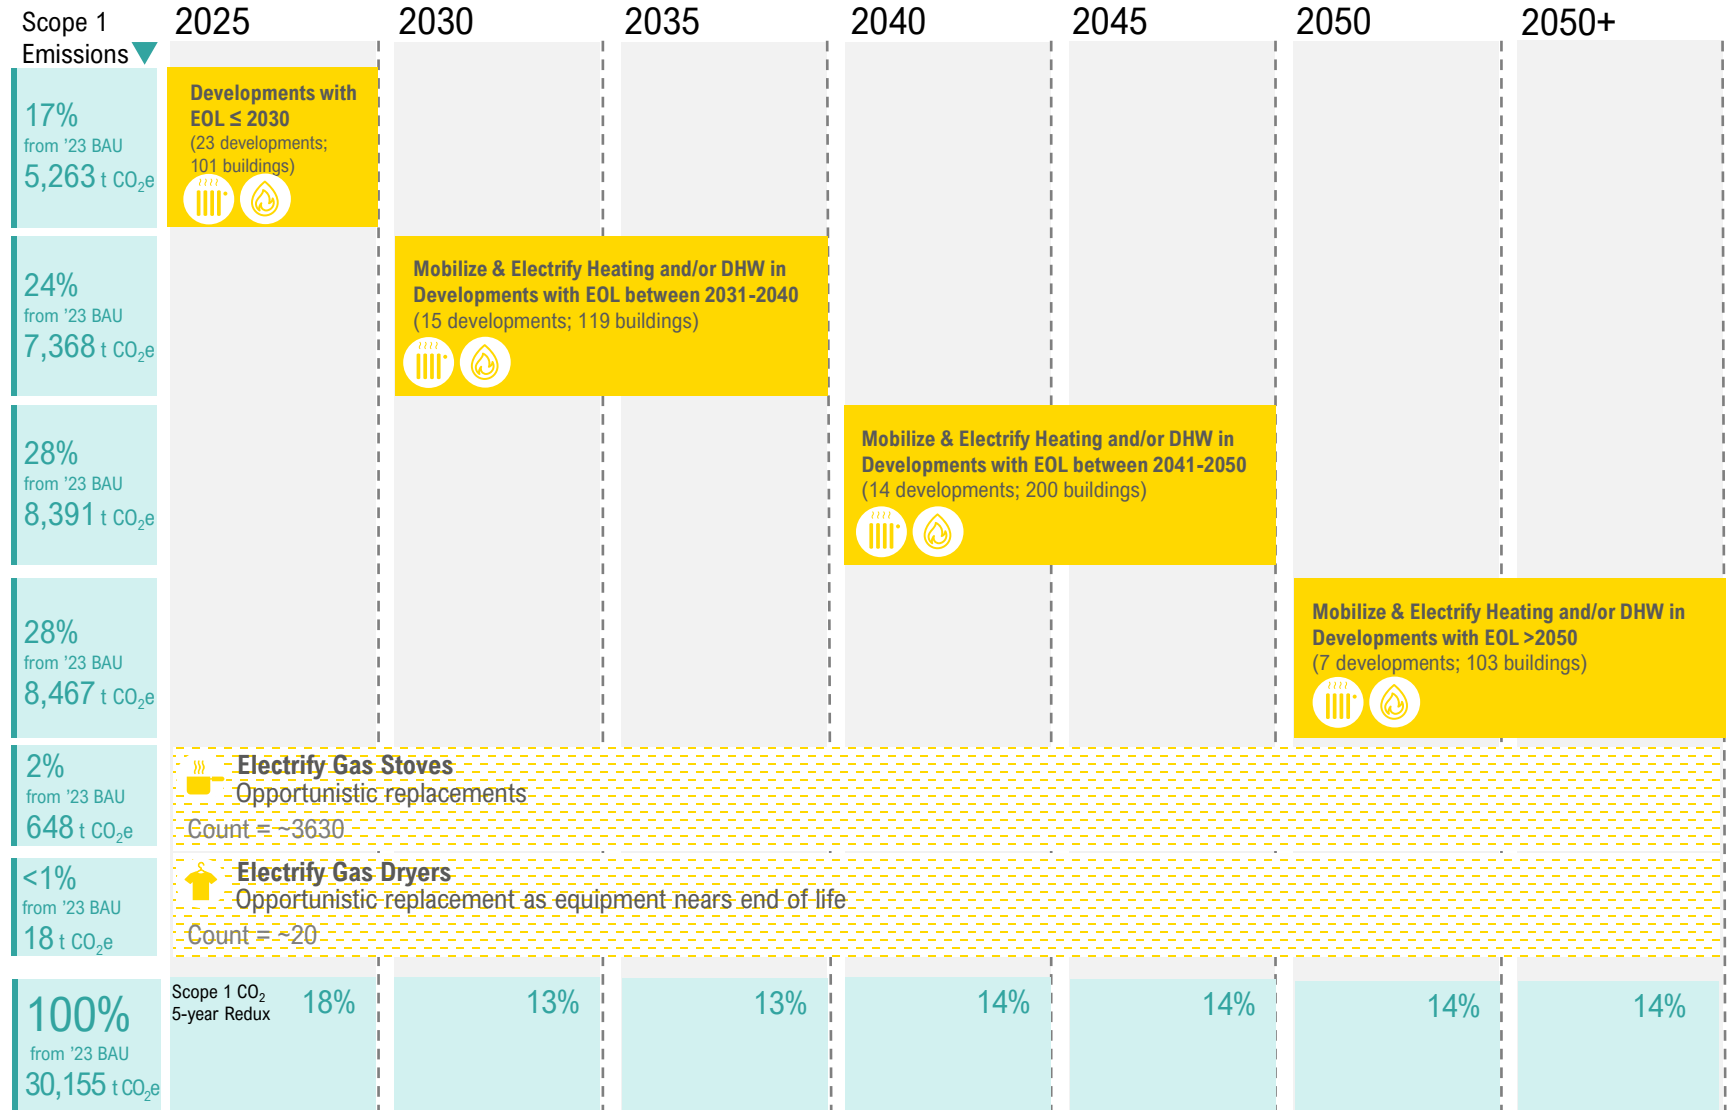 Scope 1
Emissions
2025
2030
2035
2040
2045
2050
2050+
17%
from ’23 BAU
5,263 t CO₂e
Developments with
EOL ≤ 2030
(23 developments;
101 buildings)
24%
from ’23 BAU
7,368 t CO₂e
Mobilize & Electrify Heating and/or DHW in
Developments with EOL between 2031-2040
(15 developments; 119 buildings)
28%
from ’23 BAU
8,391 t CO₂e
Mobilize & Electrify Heating and/or DHW in
Developments with EOL between 2041-2050
(14 developments; 200 buildings)
28%
from ’23 BAU
8,467 t CO₂e
Mobilize & Electrify Heating and/or DHW in
Developments with EOL >2050
(7 developments; 103 buildings)
2%
from ’23 BAU
648 t CO₂e
Electrify Gas Stoves
Opportunistic replacements
Count = ~3630
<1%
from ’23 BAU
18 t CO₂e
Electrify Gas Dryers
Opportunistic replacement as equipment nears end of life
Count = ~20
100%
from ’23 BAU
30,155 t CO₂e
Scope 1 CO₂
5-year Redux
18%
13%
13%
14%
14%
14%
14%